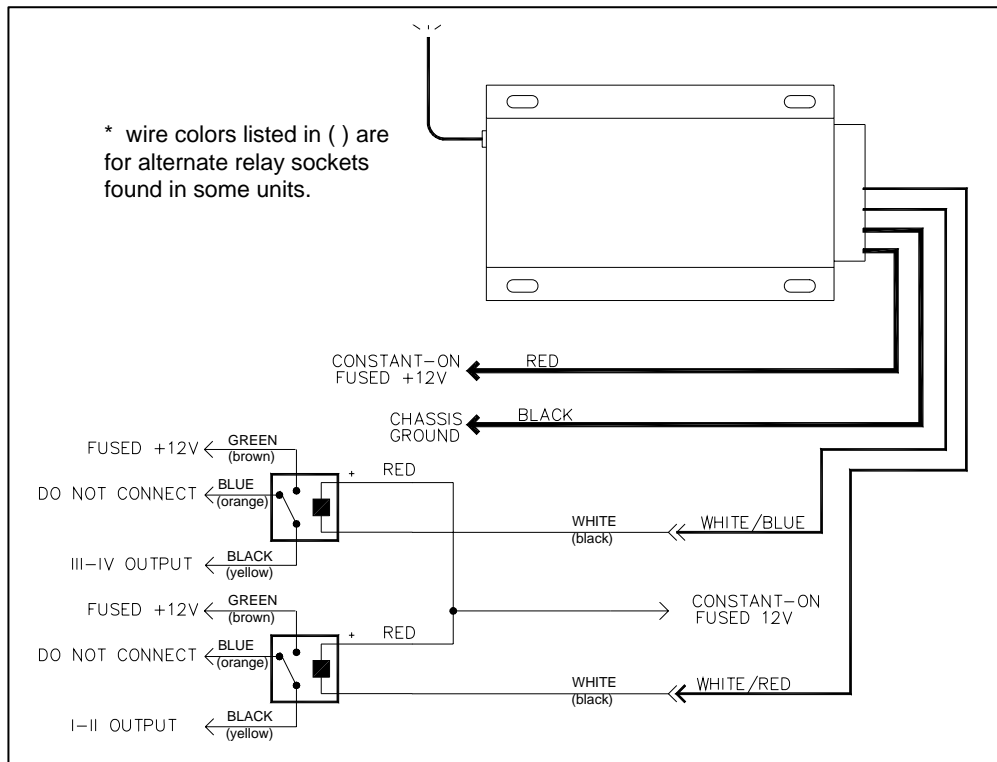 * wire colors listed in ( ) are
for alternate relay sockets
found in some units.
CONSTANT-ON
FUSED +12V
RED
CHASSIS
GROUND
BLACK
FUSED +12V
GREEN
(brown)
+
RED
DO NOT CONNECT
BLUE
(orange)
WHITE
(black)
WHITE/BLUE
III-IV OUTPUT
BLACK
(yellow)
FUSED +12V
GREEN
(brown)
CONSTANT-ON
FUSED 12V
+
RED
DO NOT CONNECT
BLUE
(orange)
WHITE
(black)
WHITE/RED
I-II OUTPUT
BLACK
(yellow)